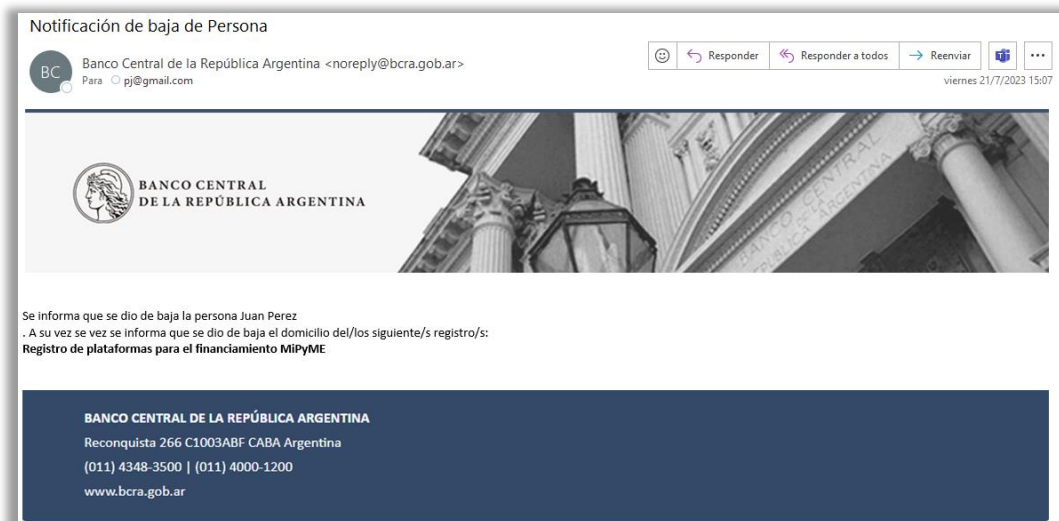 Notificación de baja de Persona
BC
Banco Central de la República Argentina <noreply@bcra.gob.ar>
Para pj@gmail.com
Responder
Responder a todos
Reenviar
viernes 21/7/2023 15:07
BANCO CENTRAL
DE LA REPÚBLICA ARGENTINA
BANCO CENTRAL
REPÚBLICA ARGENTINA
Se informa que se dio de baja la persona Juan Perez
. A su vez se vez se informa que se dio de baja el domicilio del/los siguiente/s registro/s:
Registro de plataformas para el financiamiento MiPyME
BANCO CENTRAL DE LA REPÚBLICA ARGENTINA
Reconquista 266 C1003ABF CABA Argentina
(011) 4348-3500 | (011) 4000-1200
www.bcra.gob.ar